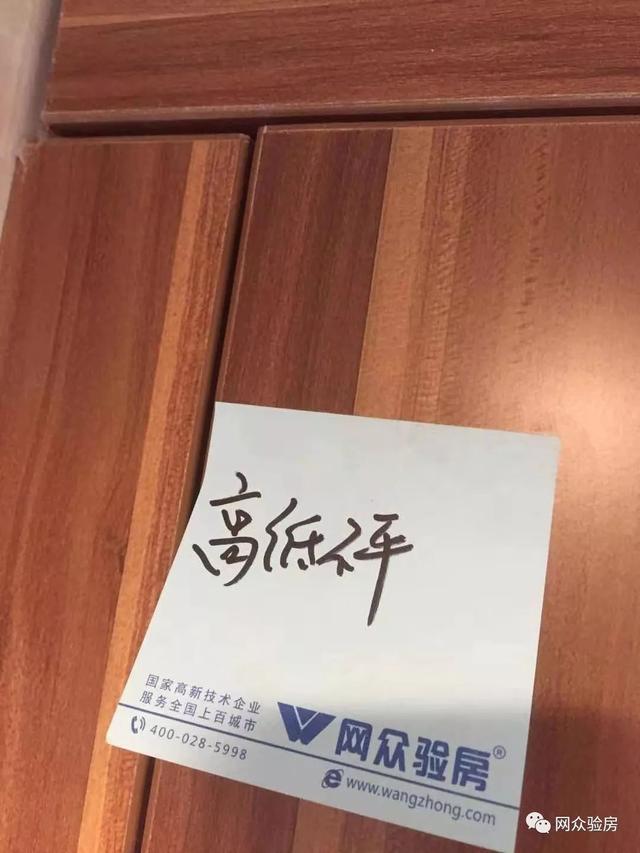 高低不平
国家高新技术企业
服务全国上百城市
400-028-5998
网众验房®
www.wangzhong.com
网众验房